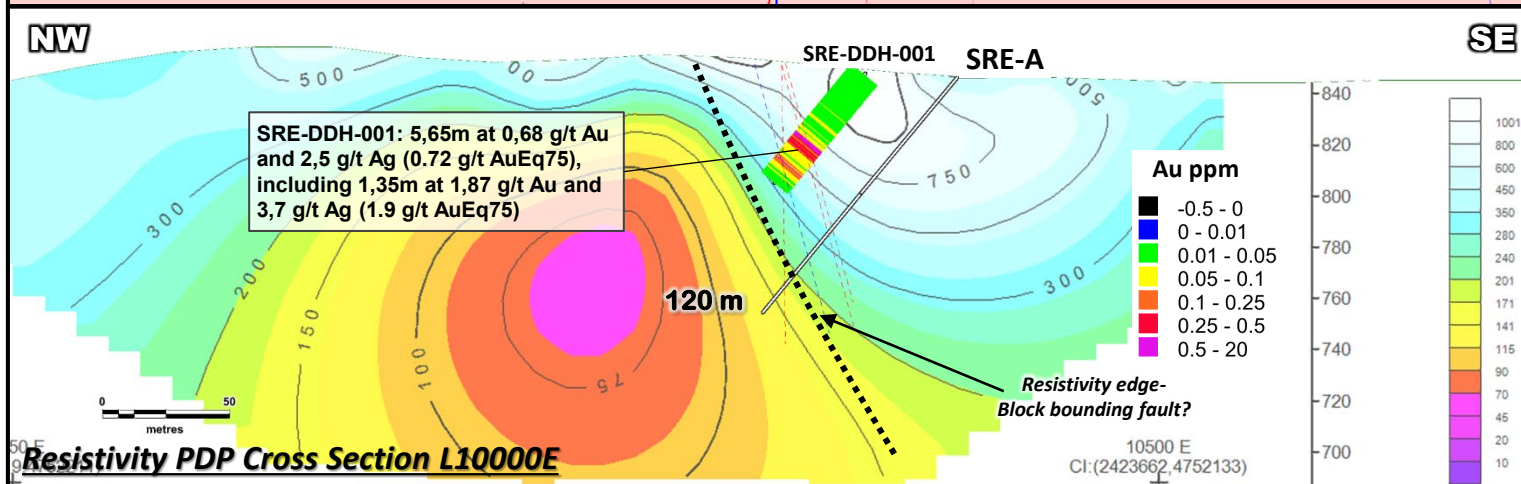 NW
SE
SRE-DDH-001
SRE-A
500
00
500
840
SRE-DDH-001: 5,65m at 0,68 g/t Au
and 2,5 g/t Ag (0.72 g/t AuEq75),
including 1,35m at 1,87 g/t Au and
3,7 g/t Ag (1.9 g/t AuEq75)
750
300
200
150
100
75
300
120 m
Au ppm
-0.5 - 0
0 - 0.01
0.01 - 0.05
0.05 - 0.1
0.1 - 0.25
0.25 - 0.5
0.5 - 20
820
800
780
760
740
720
700
1001
800
600
450
350
280
240
201
171
141
115
90
70
45
20
10
Resistivity edge-
Block bounding fault?
0 50
metres
50 E
Resistivity PDP Cross Section L10000E
10500 E
CI:(2423662,4752133)